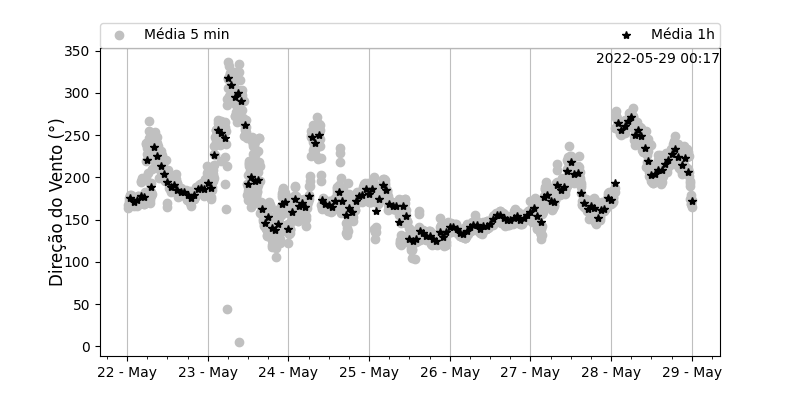 Média 5 min
Média 1h
2022-05-29 00:17
Direção do Vento (°)
350
300
250
200
150
100
50
0
22 - May
23 - May
24 - May
25 - May
26 - May
27 - May
28 - May
29 - May